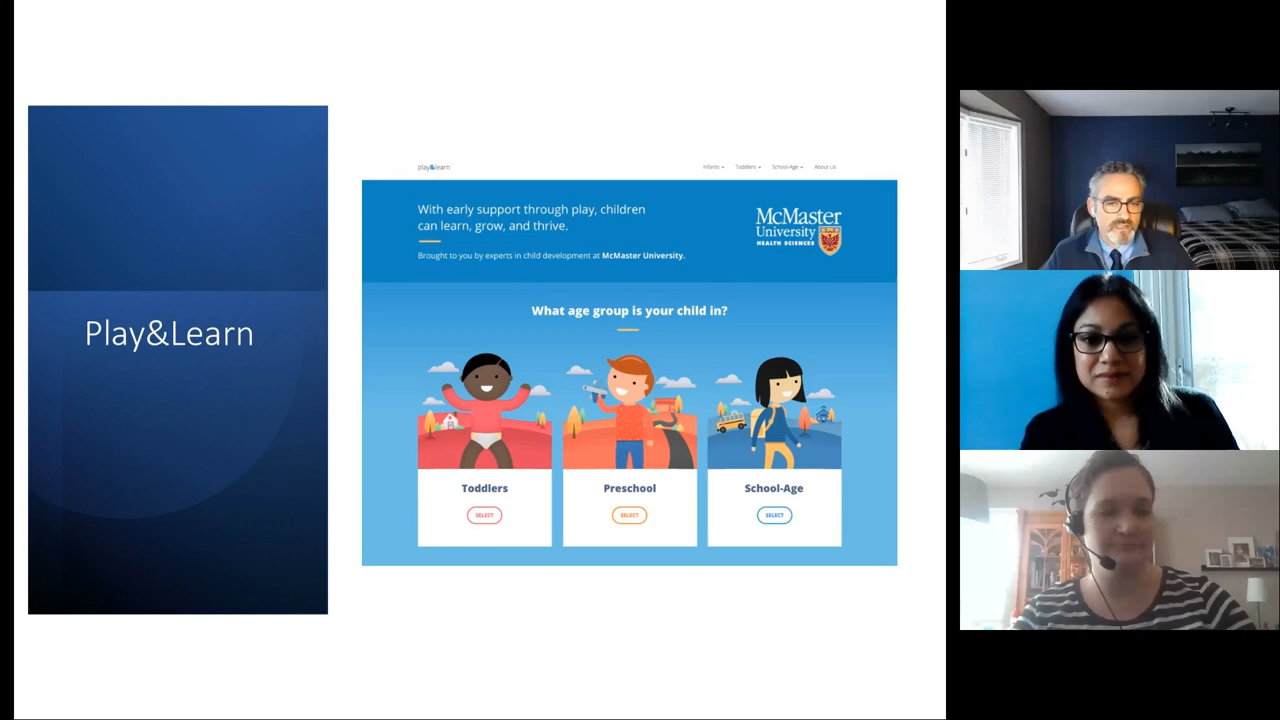 Play&Learn
play&learn
Infants
Toddlers
School-Age
About Us
With early support through play, children
can learn, grow, and thrive.
Brought to you by experts in child development at McMaster University.
McMaster
University
HEALTH SCIENCES
What age group is your child in?
Toddlers
SELECT
Preschool
SELECT
School-Age
SELECT